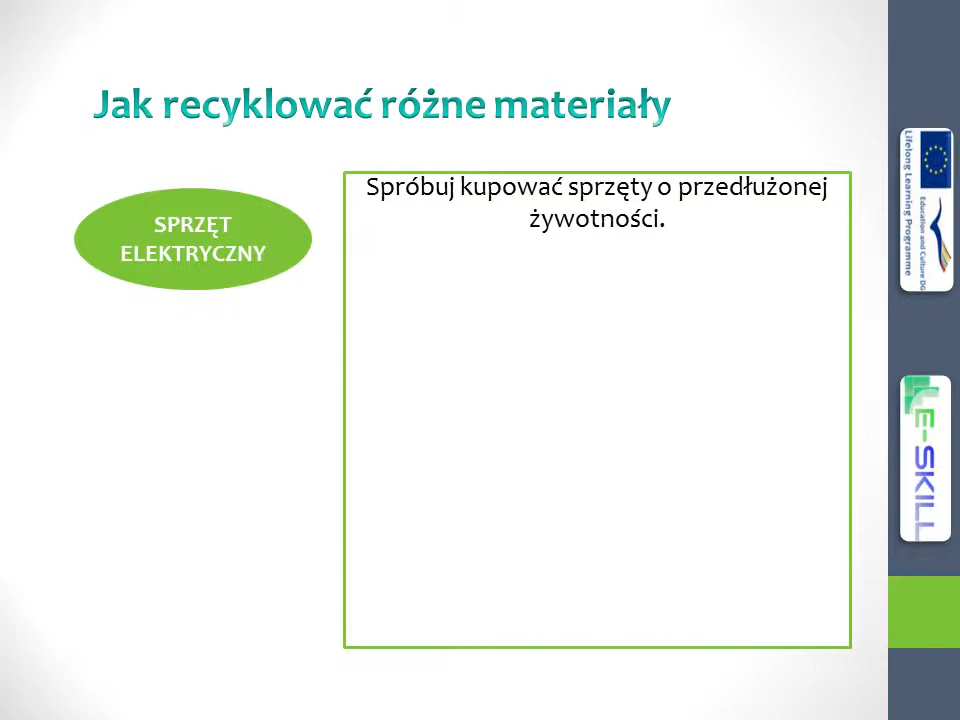 Jak recyklować różne materiały
SPRZĘT
ELEKTRYCZNY
Spróbuj kupować sprzęty o przedłużonej
żywotności.
Lifelong Learning Programme
Education and Culture DG
E-SKILL